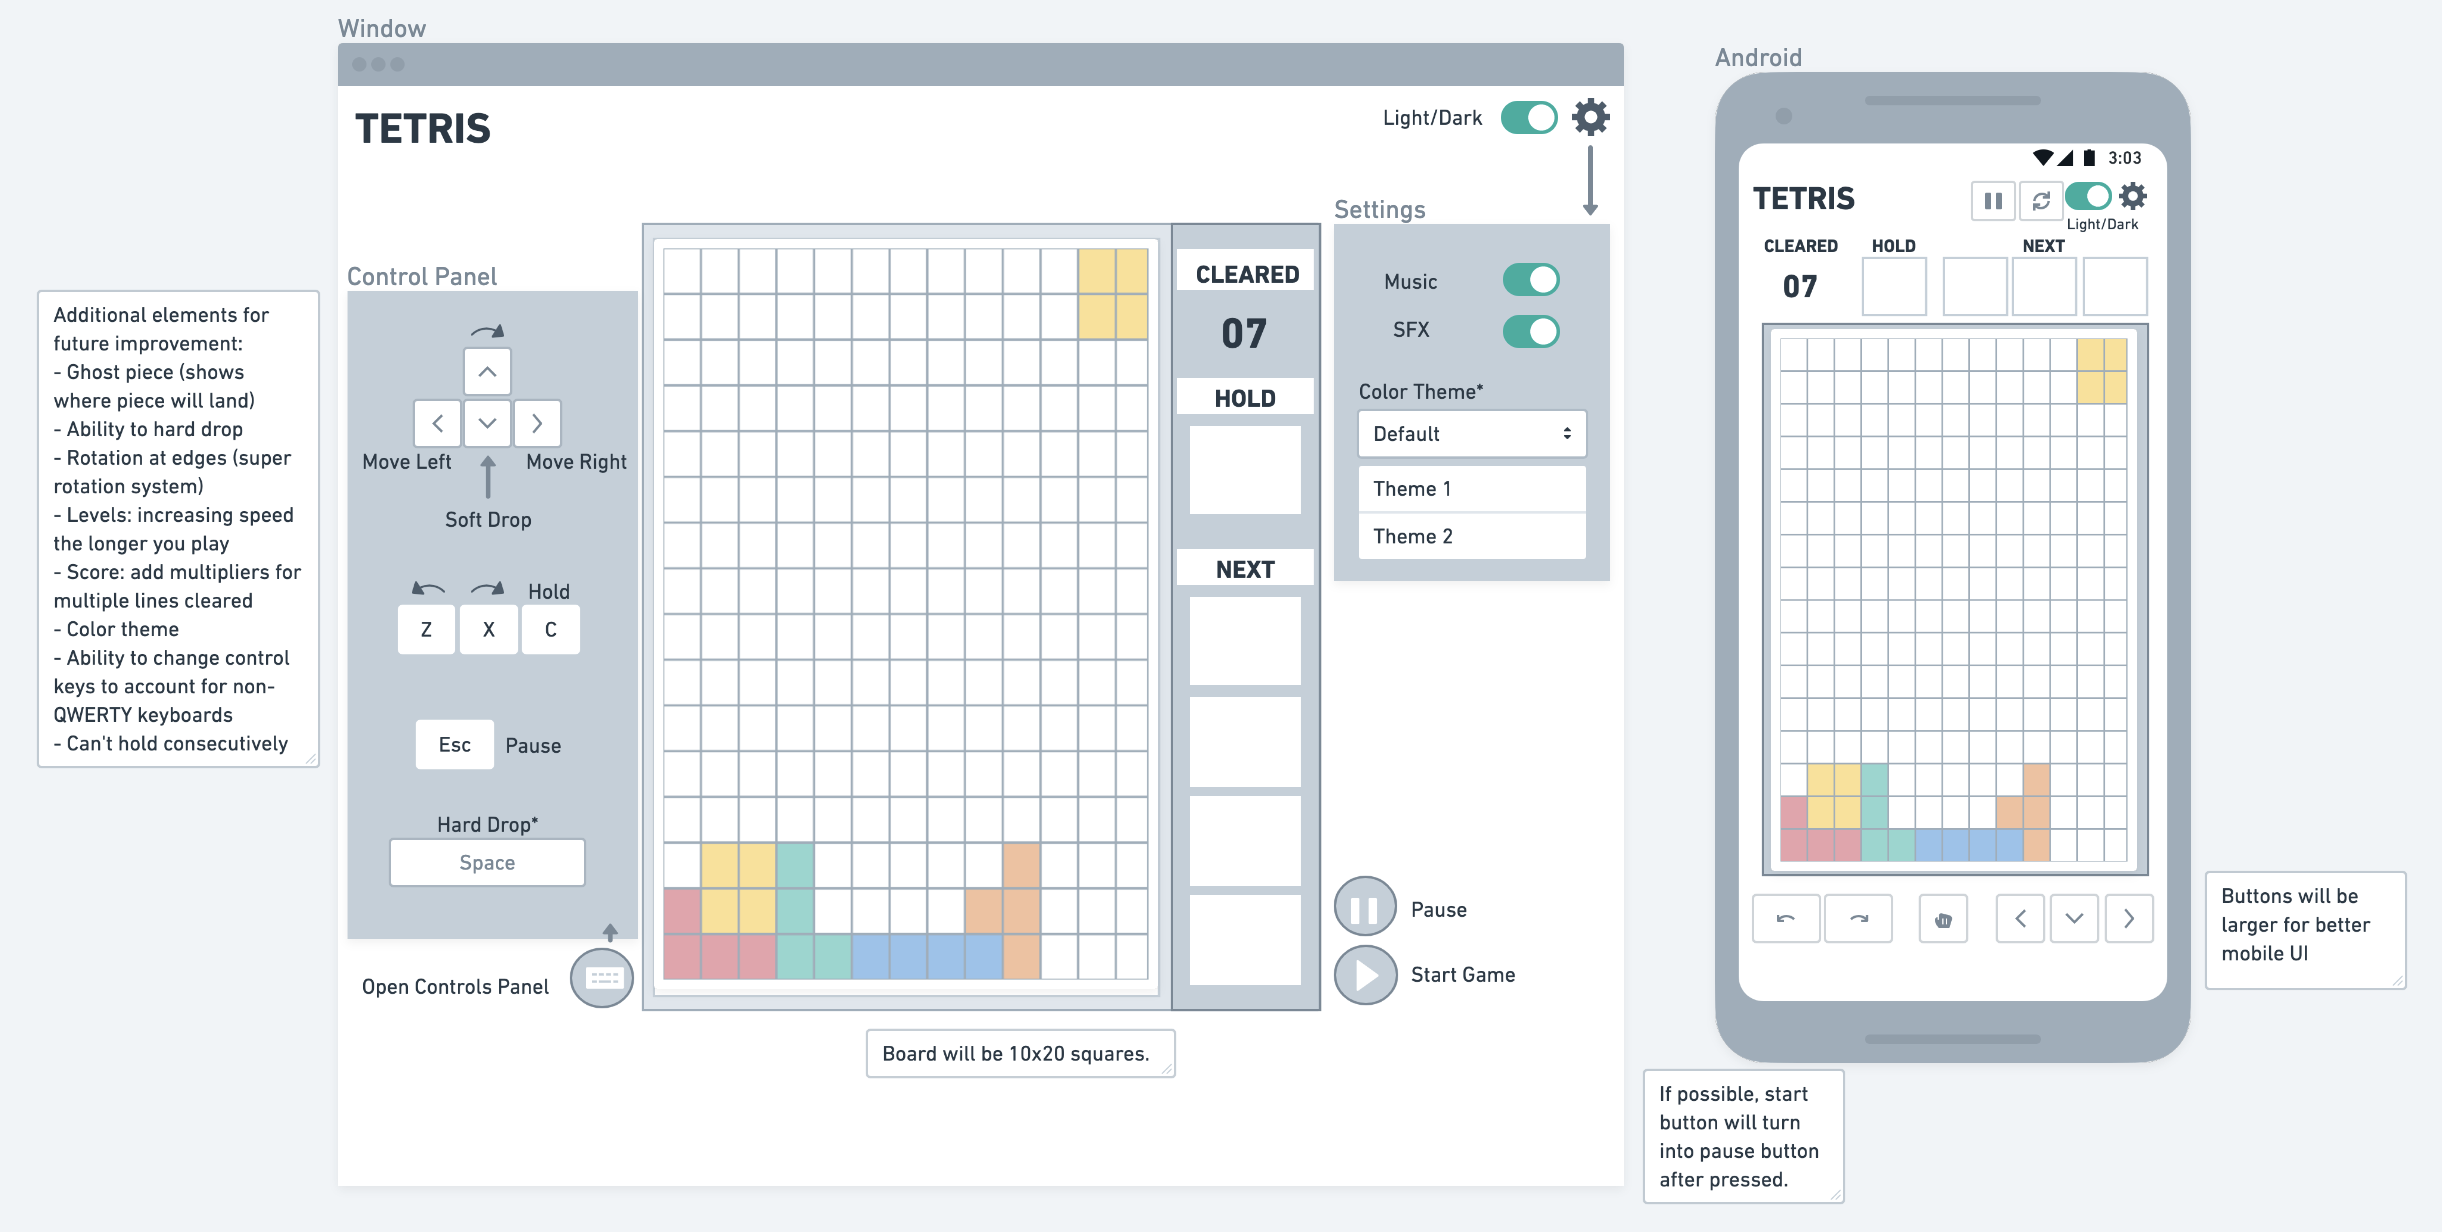 Window
TETRIS
Light/Dark
Additional elements for
future improvement:
- Ghost piece (shows
where piece will land)
- Ability to hard drop
- Rotation at edges (super
rotation system)
- Levels: increasing speed
the longer you play
- Score: add multipliers for
multiple lines cleared
- Color theme
- Ability to change control
keys to account for non-
QWERTY keyboards
- Can't hold consecutively
Control Panel
Move Left
Move Right
Soft Drop
Hold
Z
X
C
Esc
Pause
Hard Drop*
Space
Open Controls Panel
CLEARED
07
HOLD
NEXT
Settings
Music
SFX
Color Theme*
Default
Theme 1
Theme 2
Pause
Start Game
Board will be 10x20 squares.
Android
3:03
TETRIS
Light/Dark
CLEARED
HOLD
NEXT
07
Buttons will be
larger for better
mobile UI
If possible, start
button will turn
into pause button
after pressed.